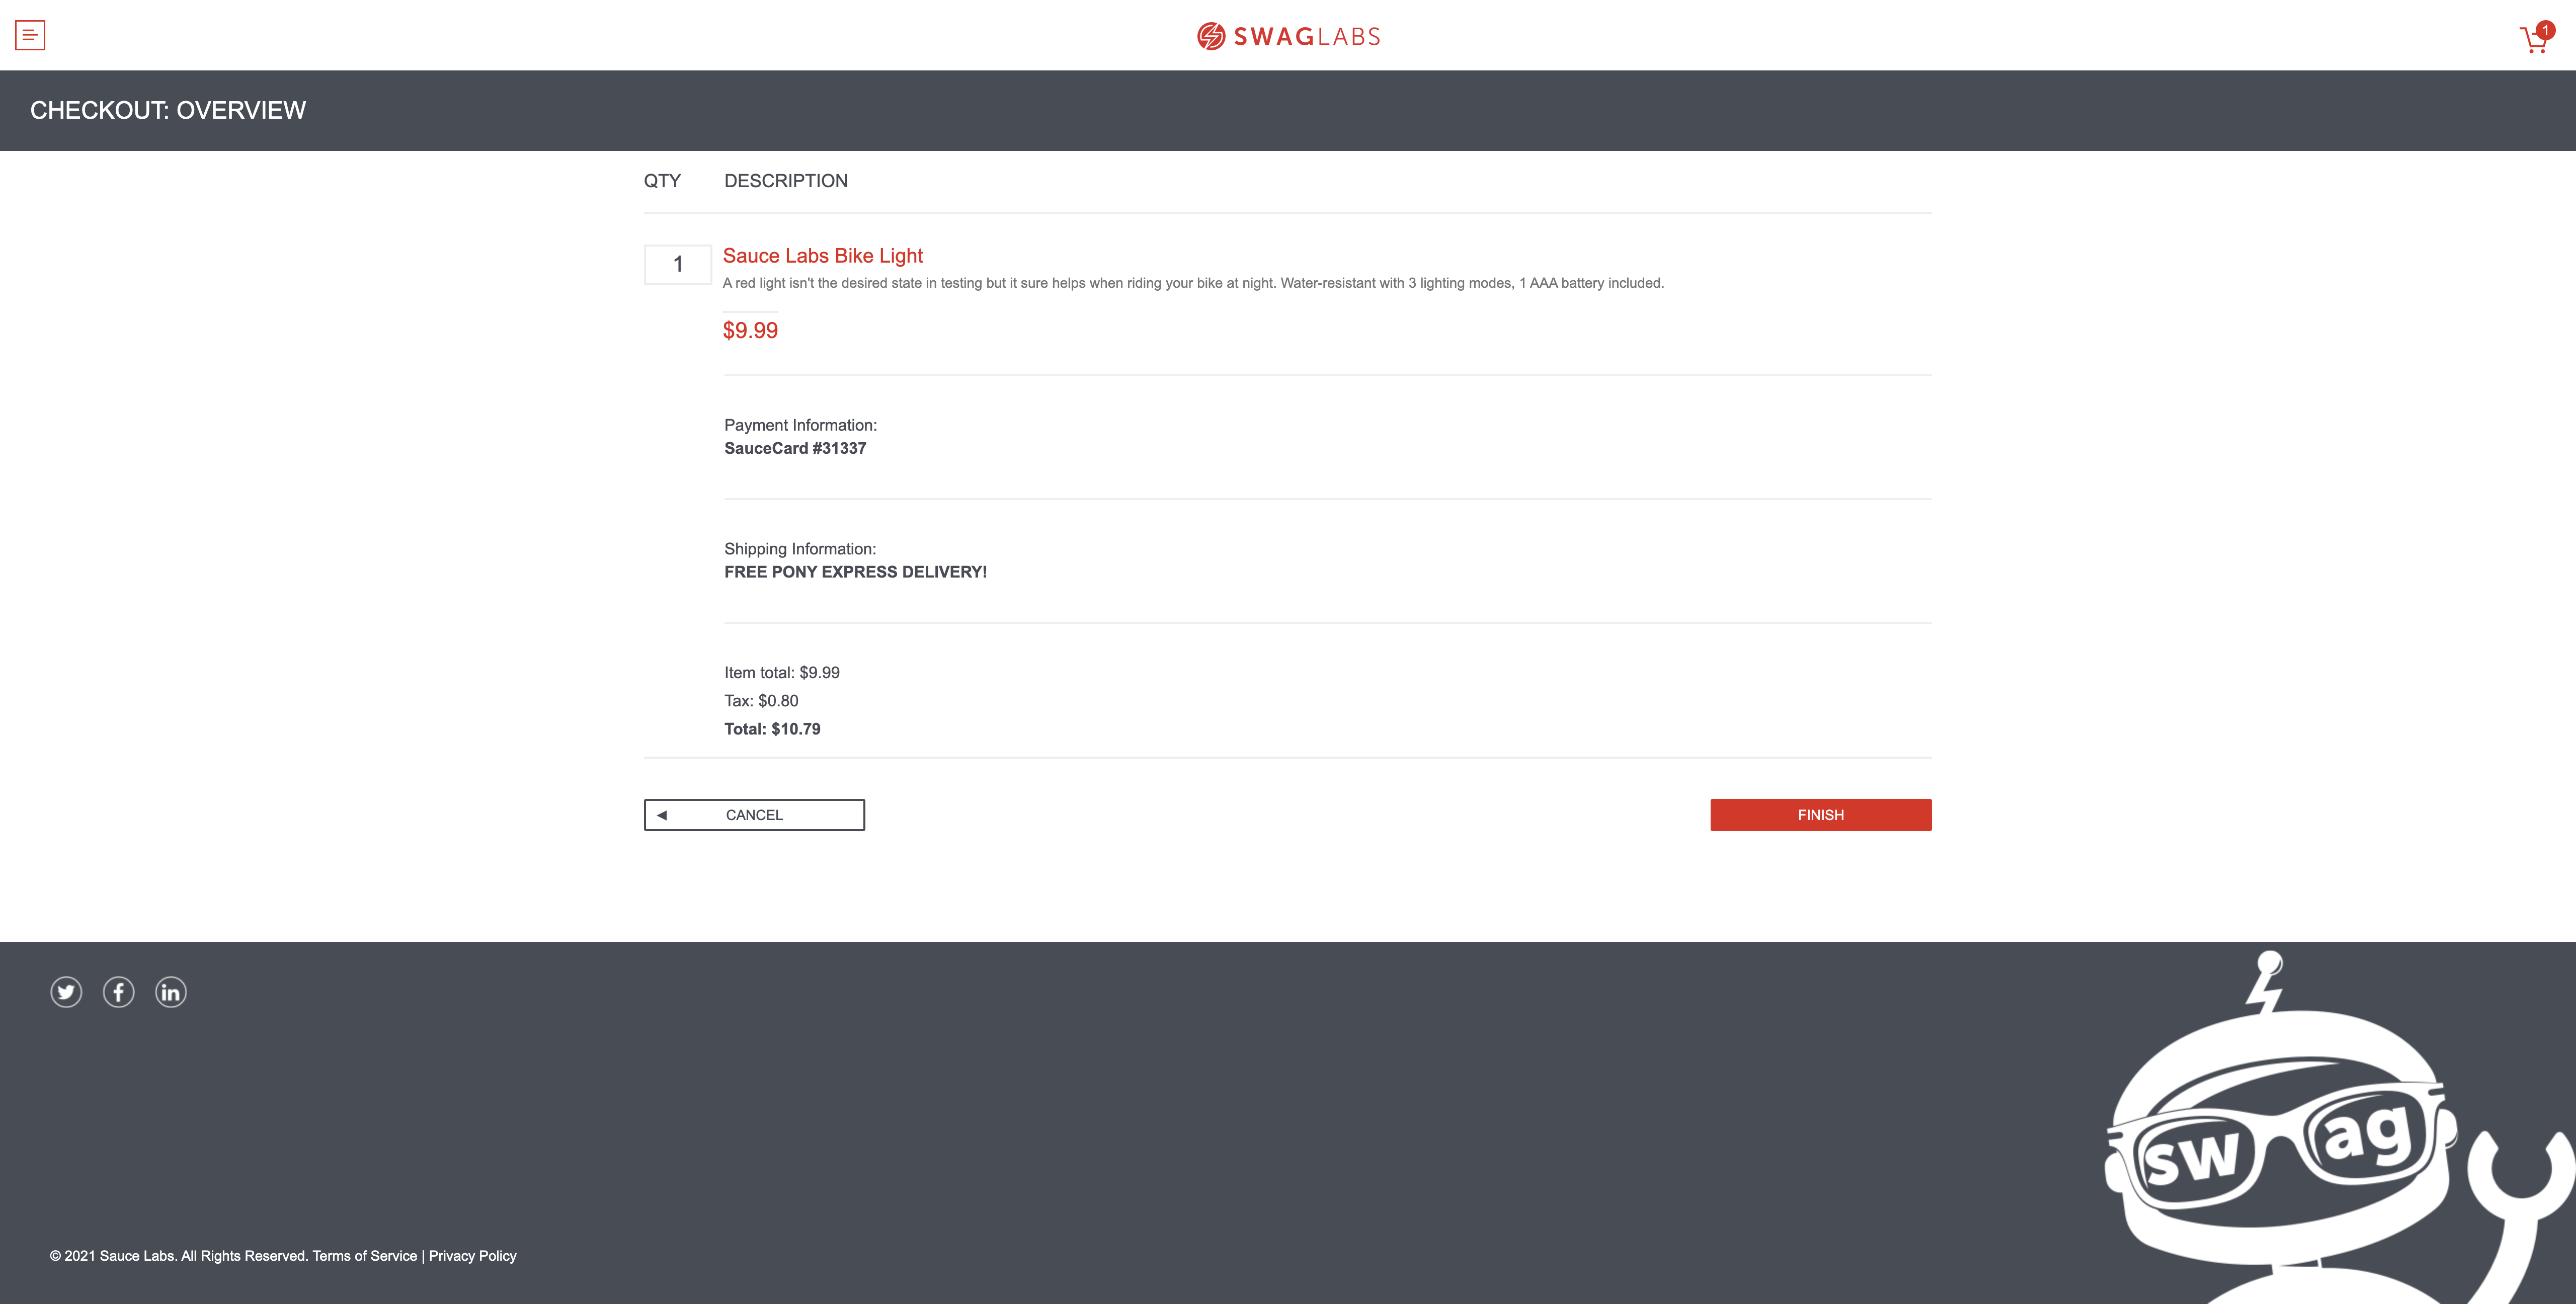 SWAGLABS
1
CHECKOUT: OVERVIEW
QTY DESCRIPTION
1
Sauce Labs Bike Light
A red light isn't the desired state in testing but it sure helps when riding your bike at night. Water-resistant with 3 lighting modes, 1 AAA battery included.
$9.99
Payment Information:
SauceCard #31337
Shipping Information:
FREE PONY EXPRESS DELIVERY!
Item total: $9.99
Tax: $0.80
Total: $10.79
CANCEL
FINISH
sw ag
© 2021 Sauce Labs. All Rights Reserved. Terms of Service | Privacy Policy